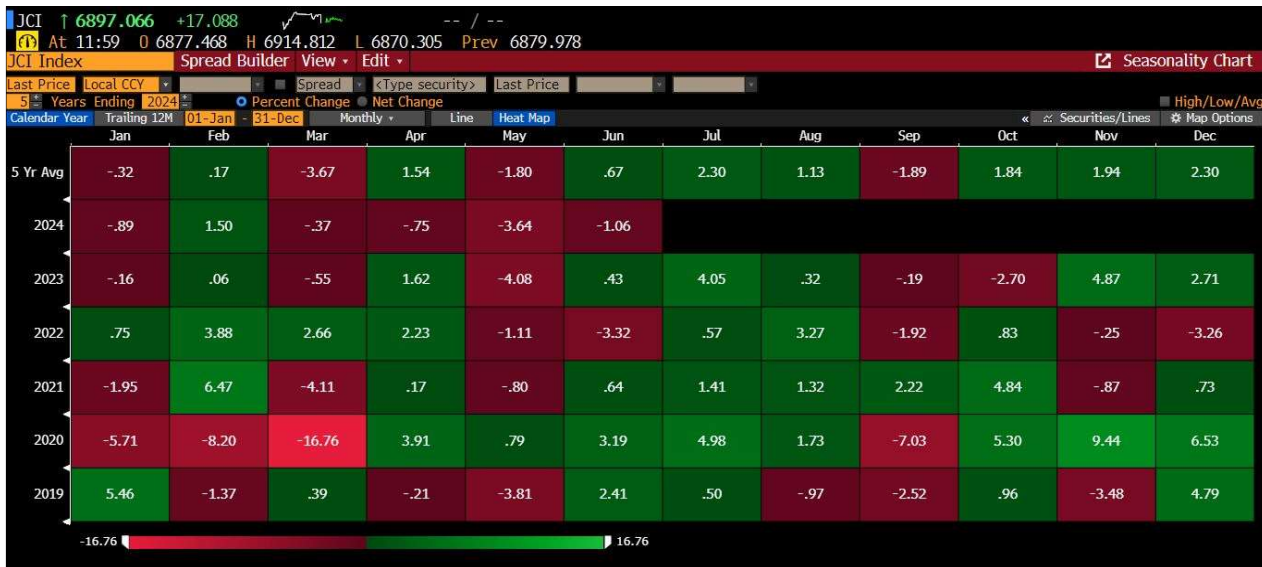 JCI ↑ 6897.066 +17.088 -- / --
At 11:59 O 6877.468 H 6914.812 L 6870.305 Prev 6879.978
JCI Index Spread Builder View Edit Seasonality Chart
Last Price Local CCY Spread <Type security> Last Price
5 Years Ending 2024 Percent Change Net Change High/Low/Avg
Calendar Year Trailing 12M 01-Jan - 31-Dec Monthly Line Heat Map « Securities/Lines Map Options
Jan Feb Mar Apr May Jun Jul Aug Sep Oct Nov Dec
5 Yr Avg -.32 .17 -3.67 1.54 -1.80 .67 2.30 1.13 -1.89 1.84 1.94 2.30
2024 -.89 1.50 -.37 -.75 -3.64 -1.06
2023 -.16 .06 -.55 1.62 -4.08 .43 4.05 .32 -.19 -2.70 4.87 2.71
2022 .75 3.88 2.66 2.23 -1.11 -3.32 .57 3.27 -1.92 .83 -.25 -3.26
2021 -1.95 6.47 -4.11 .17 -.80 .64 1.41 1.32 2.22 4.84 -.87 .73
2020 -5.71 -8.20 -16.76 3.91 .79 3.19 4.98 1.73 -7.03 5.30 9.44 6.53
2019 5.46 -1.37 .39 -.21 -3.81 2.41 .50 -.97 -2.52 .96 -3.48 4.79
-16.76 16.76